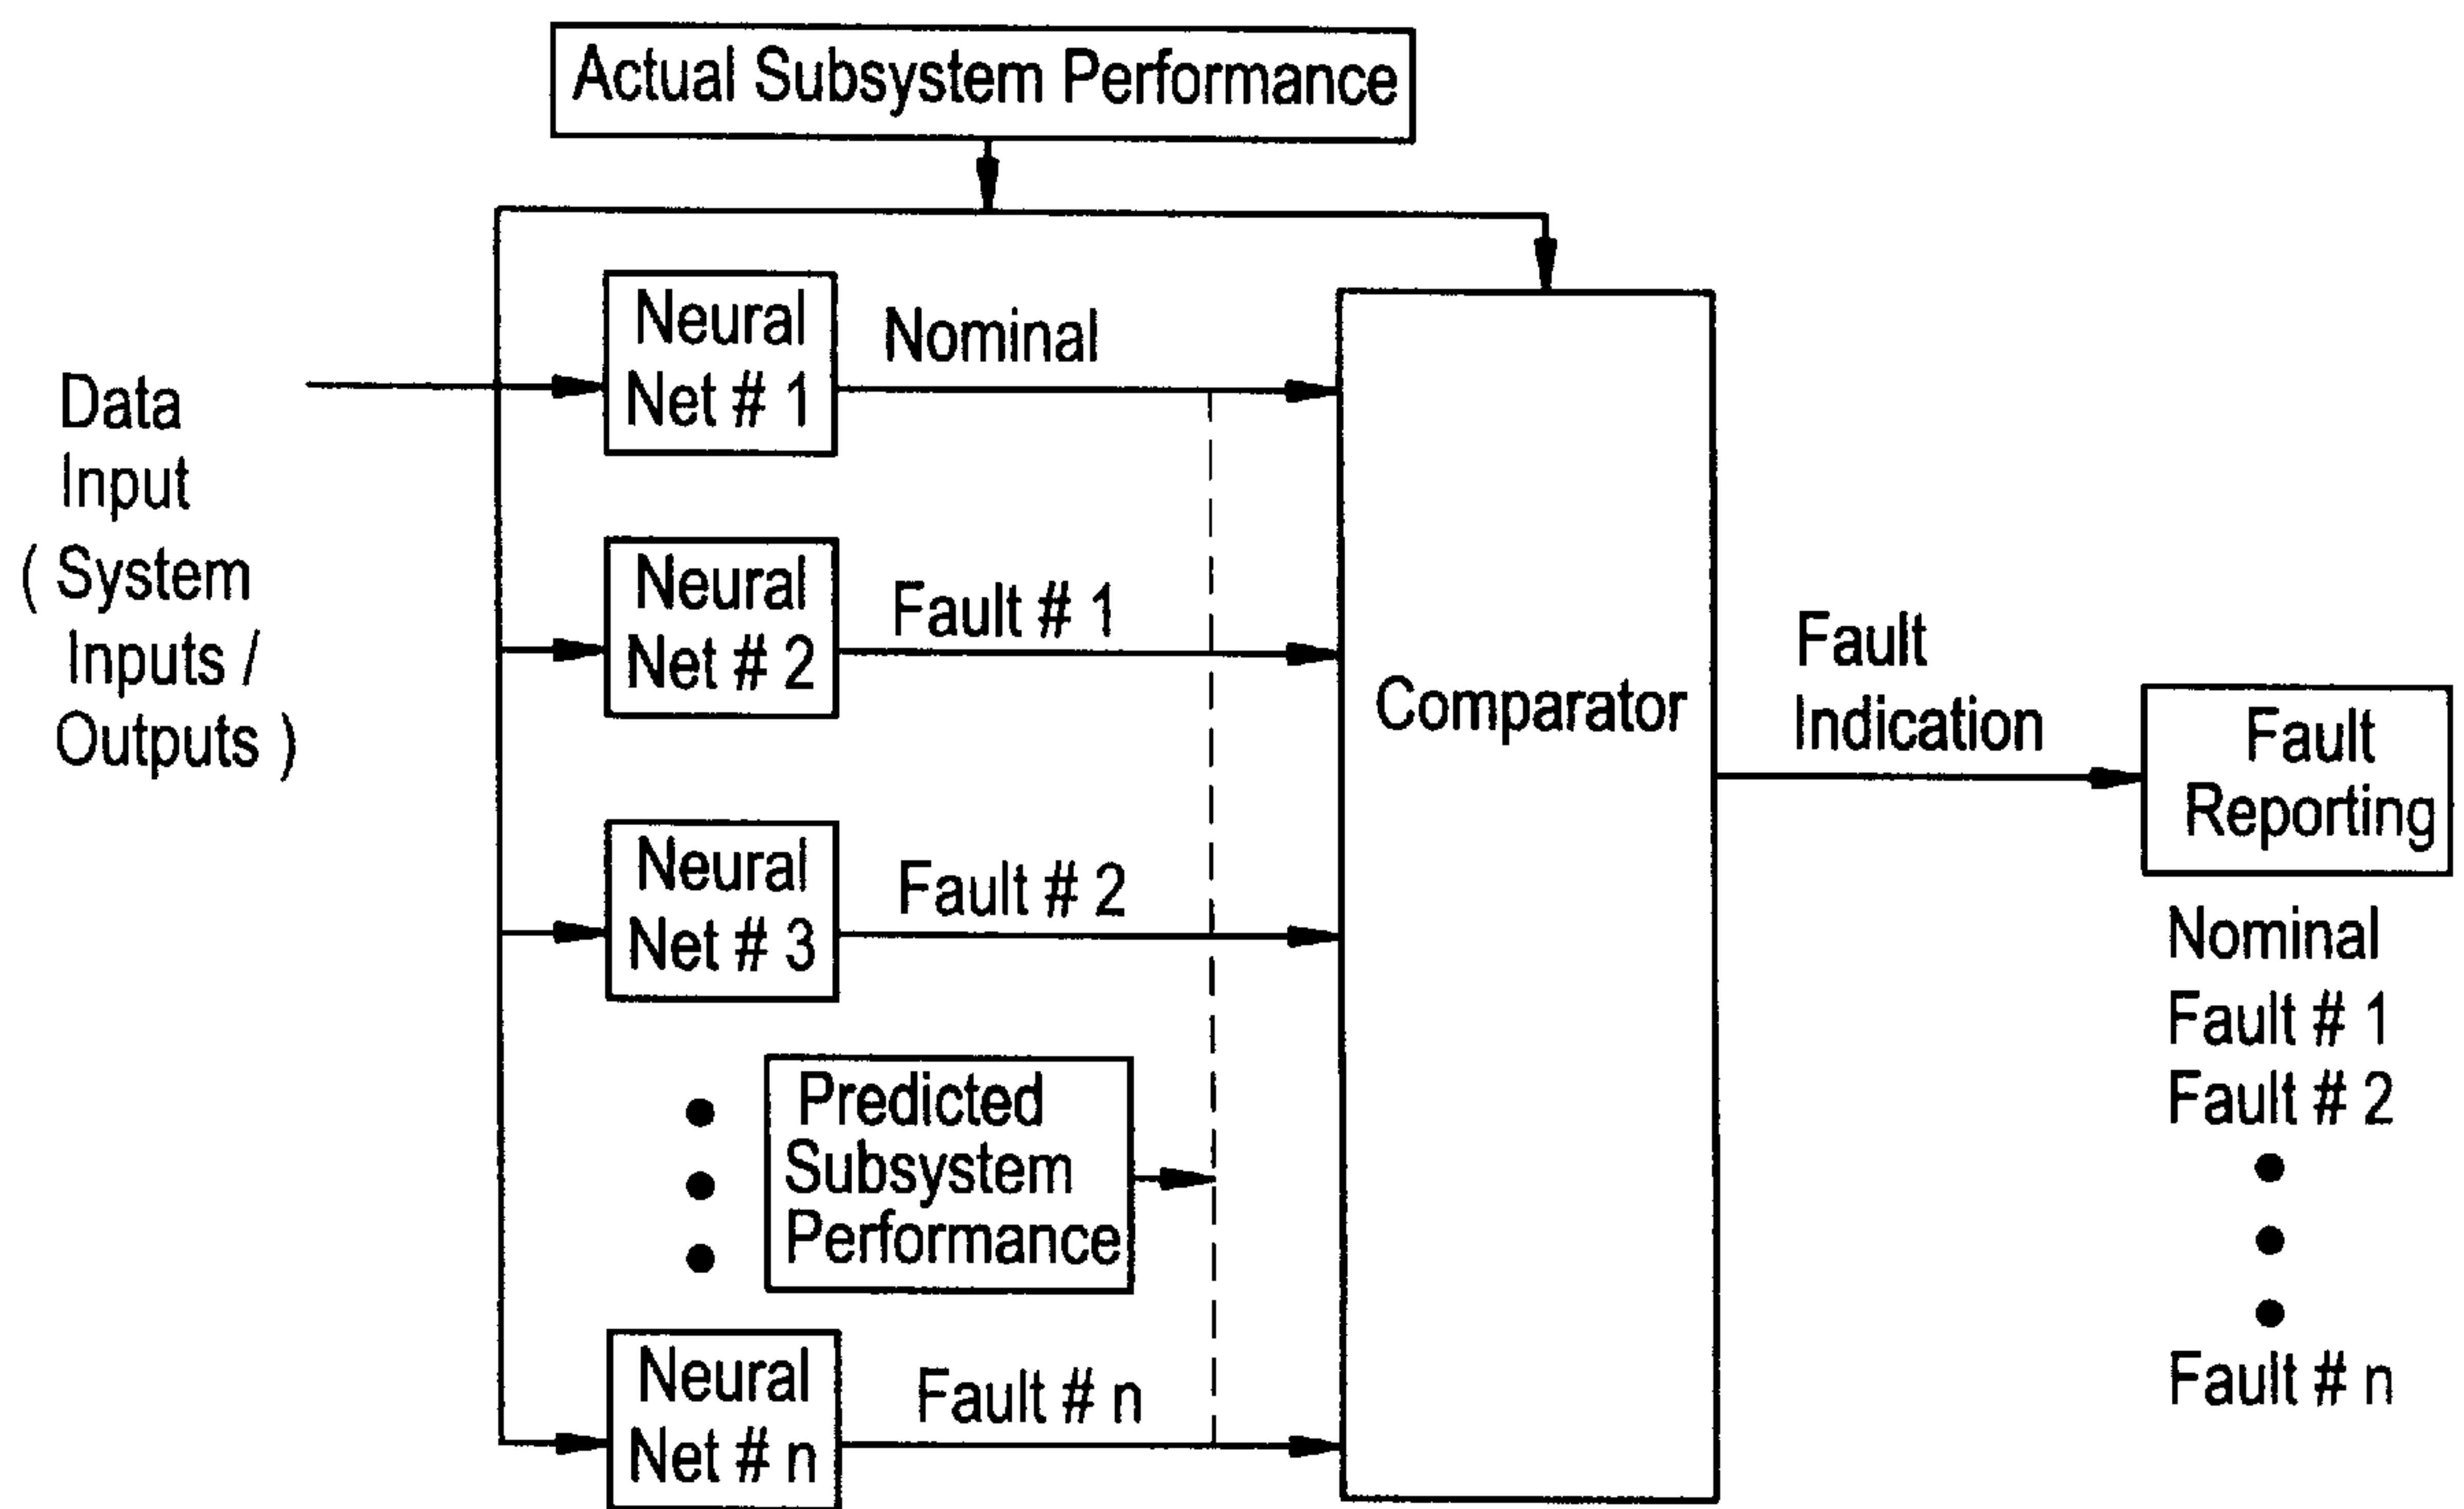 Actual Subsystem Performance
Data
Input
( System
Inputs /
Outputs )
Neural
Net # 1
Nominal
Neural
Net # 2
Fault # 1
Neural
Net # 3
Fault # 2
Predicted
Subsystem
Performance
Neural
Net # n
Fault # n
Comparator
Fault
Indication
Fault
Reporting
Nominal
Fault # 1
Fault # 2
Fault # n